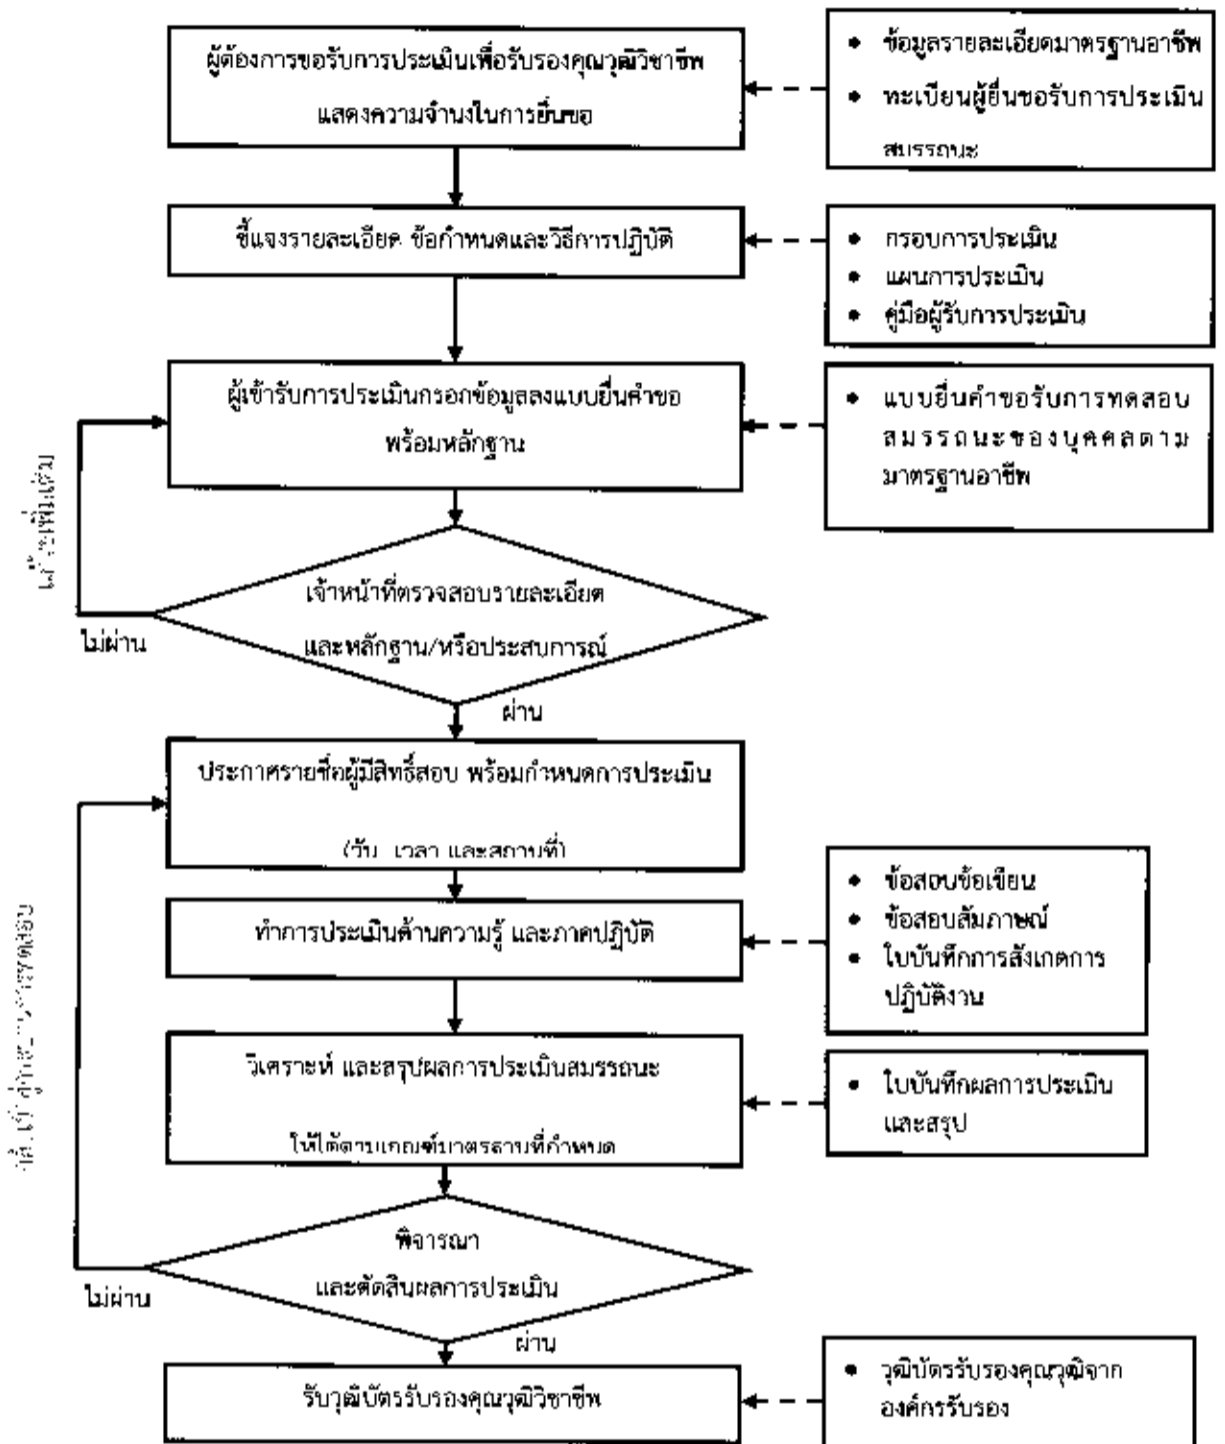 ผู้ต้องการขอรับการประเมินเพื่อรับรองคุณวุฒิวิชาชีพ
แสดงความจำนงในการยื่นขอ
ข้อมูลรายละเอียดมาตรฐานอาชีพ
ทะเบียนผู้ยื่นขอรับการประเมิน
สมรรถนะ
ชี้แจงรายละเอียด ข้อกำหนดและวิธีการปฏิบัติ
กรอบการประเมิน
แผนการประเมิน
คู่มือผู้รับการประเมิน
ผู้เข้ารับการประเมินกรอกข้อมูลลงแบบยื่นคำขอ
พร้อมหลักฐาน
แบบยื่นคำขอรับการทดสอบ
สมรรถนะของบุคคลตาม
มาตรฐานอาชีพ
เจ้าหน้าที่ตรวจสอบรายละเอียด
และหลักฐาน/หรือประสบการณ์
ไม่ผ่าน
ผ่าน
ประกาศรายชื่อผู้มีสิทธิ์สอบ พร้อมกำหนดการประเมิน
(วัน เวลา และสถานที่)
ทำการประเมินด้านความรู้ และภาคปฏิบัติ
ข้อสอบข้อเขียน
ข้อสอบสัมภาษณ์
ใบบันทึกการสังเกตการ
ปฏิบัติงาน
วิเคราะห์ และสรุปผลการประเมินสมรรถนะ
ให้ได้ตามเกณฑ์มาตรฐานที่กำหนด
ใบบันทึกผลการประเมิน
และสรุป
พิจารณา
และตัดสินผลการประเมิน
ไม่ผ่าน
ผ่าน
รับวุฒิบัตรรับรองคุณวุฒิวิชาชีพ
วุฒิบัตรรับรองคุณวุฒิจาก
องค์กรรับรอง